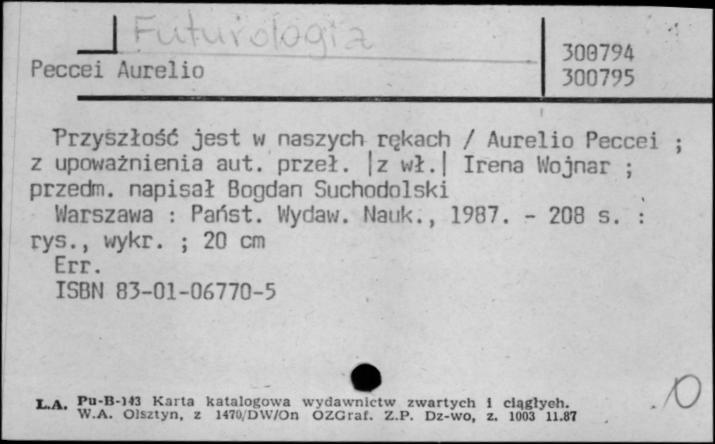 Futurologia
300794
Peccei Aurelio
300795
Przyszłość jest w naszych rękach / Aurelio Peccei ;
z upoważnienia aut. przeł. |z wł.| Irena Wojnar ;
przedm. napisał Bogdan Suchodolski
Warszawa : Państ. Wydaw. Nauk., 1987. - 208 s. :
rys., wykr. ; 20 cm
Err.
ISBN 83-01-06770-5
L.A. Pu-B-143 Karta katalogowa wydawnictw zwartych i ciągłych.
W.A. Olsztyn, z 1470/DW/On OZGraf. Z.P. Dz-wo, z. 1003 11.87